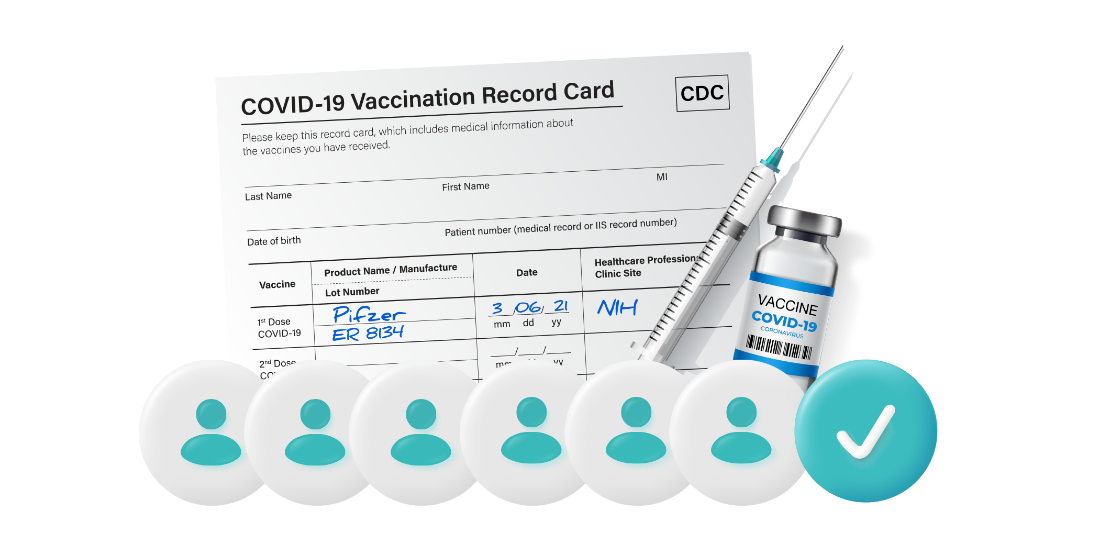 COVID-19 Vaccination Record Card
CDC
Please keep this record card, which includes medical information about
the vaccines you have received.
Last Name
First Name
MI
Date of birth
Patient number (medical record or IIS record number)
Vaccine
Product Name / Manufacture
Lot Number
Date
Healthcare Profession
Clinic Site
1st Dose
COVID-19
Pifzer
ER 8134
3 / 06 / 21
mm dd yy
NIH
2nd Dose
/ /
VACCINE
COVID-19
CORONAVIRUS